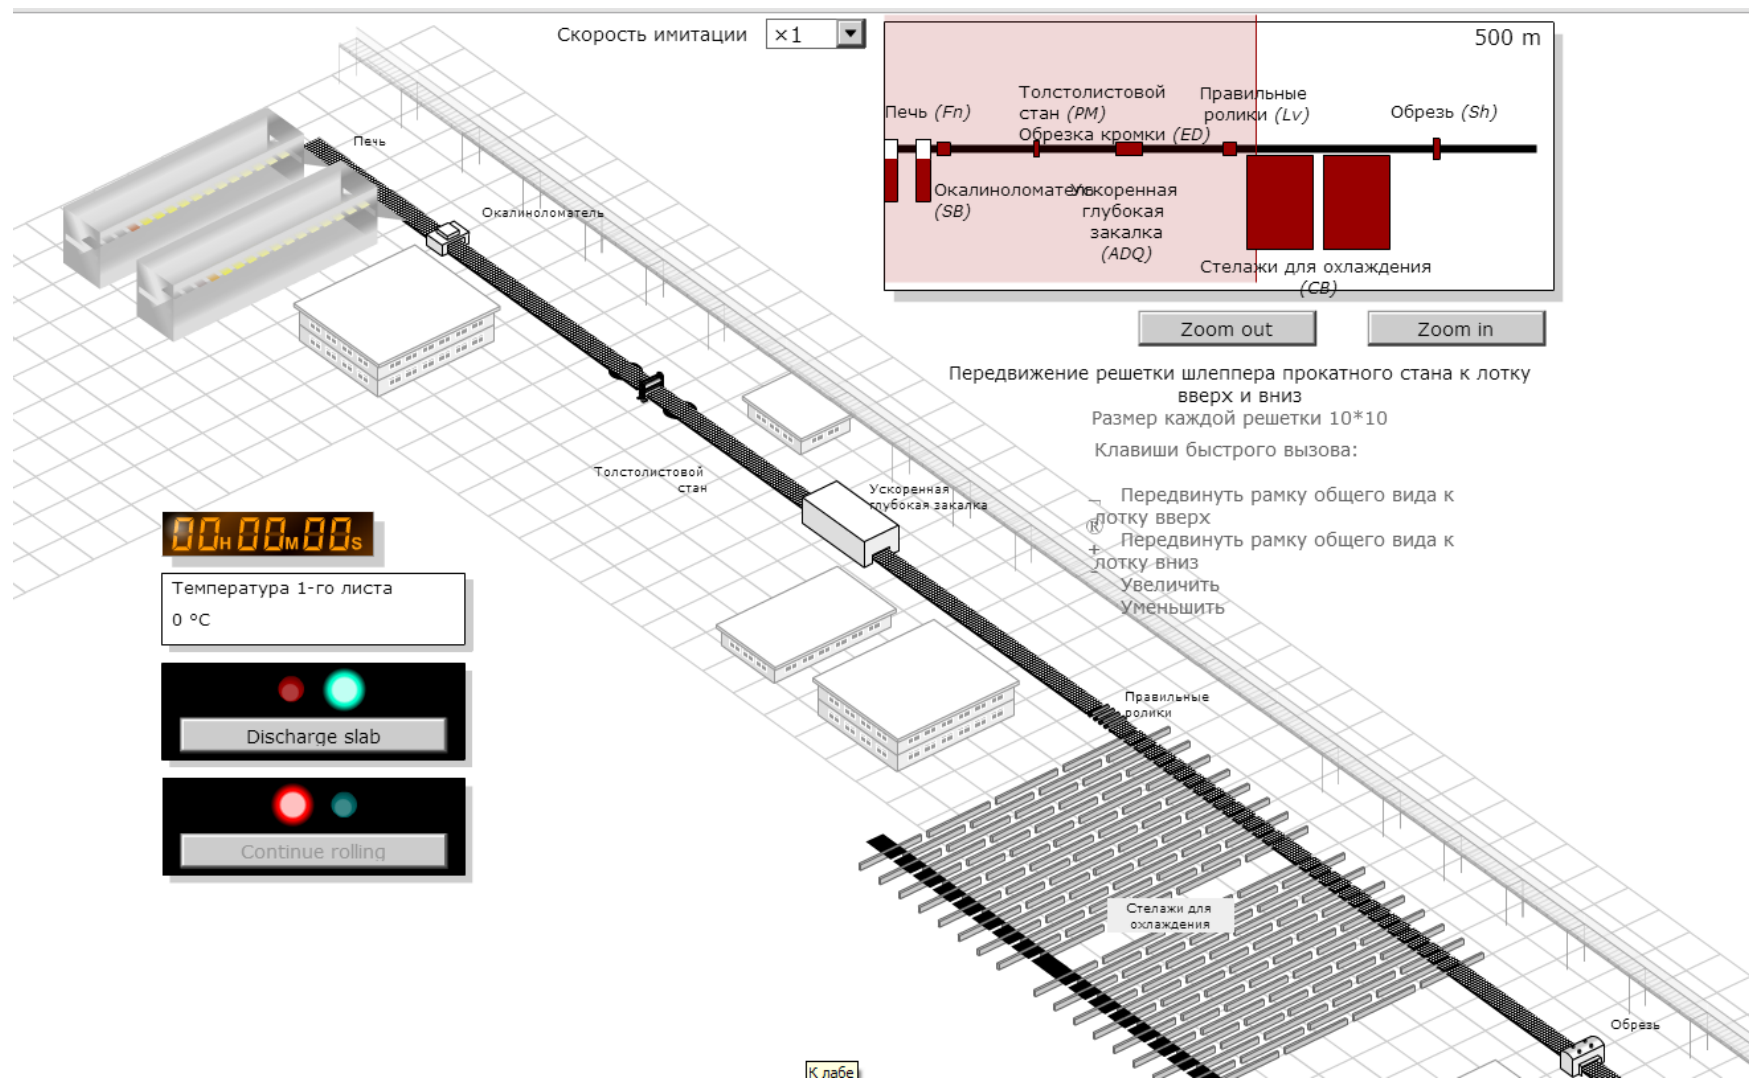 Скорость имитации
×1
500 m
Печь (Fn)
Толстолистовой
стан (PM)
Обрезка кромки (ED)
Правильные
ролики (Lv)
Обрезь (Sh)
Окалиноломатель
(SB)
Ускоренная
глубокая
закалка
(ADQ)
Стелажи для охлаждения
(CB)
Zoom out
Zoom in
Передвижение решетки шлеппера прокатного стана к лотку
вверх и вниз
Размер каждой решетки 10*10
Клавиши быстрого вызова:
¬ Передвинуть рамку общего вида к
лотку вверх
® Передвинуть рамку общего вида к
+
лотку вниз
- Увеличить
Уменьшить
Печь
Окалиноломатель
Толстолистовой
стан
Ускоренная
глубокая закалка
Правильные
ролики
Стелажи для
охлаждения
Обрезь
00H00M00S
Температура 1-го листа
0 °C
Discharge slab
Continue rolling
К лабе